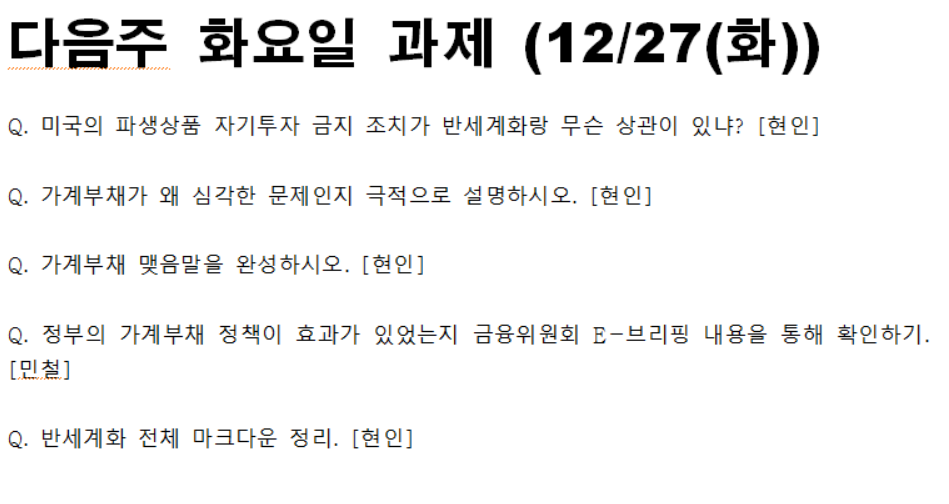 다음주 화요일 과제 (12/27(화))
Q. 미국의 파생상품 자기투자 금지 조치가 반세계화랑 무슨 상관이 있냐? [현인]
Q. 가계부채가 왜 심각한 문제인지 극적으로 설명하시오. [현인]
Q. 가계부채 맺음말을 완성하시오. [현인]
Q. 정부의 가계부채 정책이 효과가 있었는지 금융위원회 E-브리핑 내용을 통해 확인하기.
[민철]
Q. 반세계화 전체 마크다운 정리. [현인]